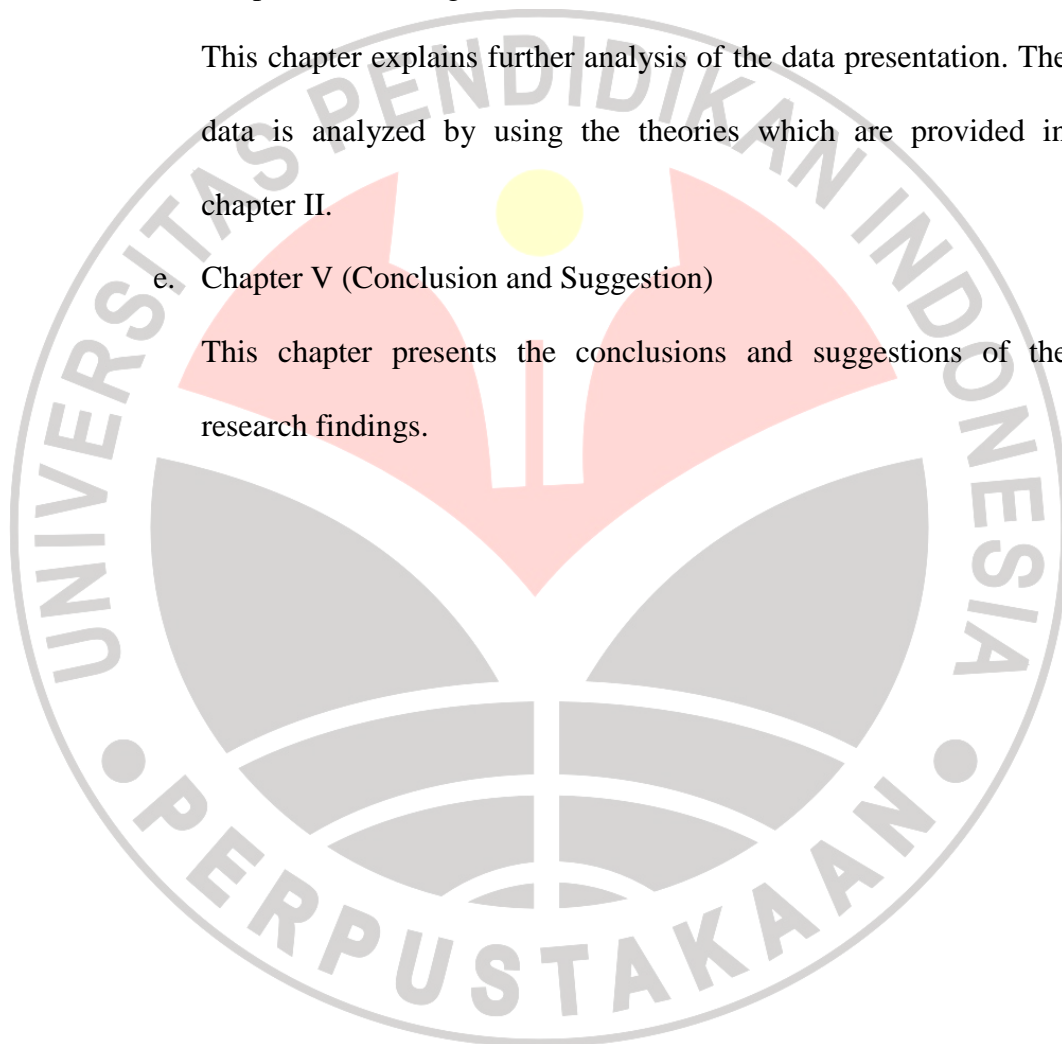 This chapter explains further analysis of the data presentation. The
data is analyzed by using the theories which are provided in
chapter II.
e. Chapter V (Conclusion and Suggestion)
This chapter presents the conclusions and suggestions of the
research findings.
UNIVERSITAS PENDIDIKAN INDONESIA
PERPUSTAKAAN